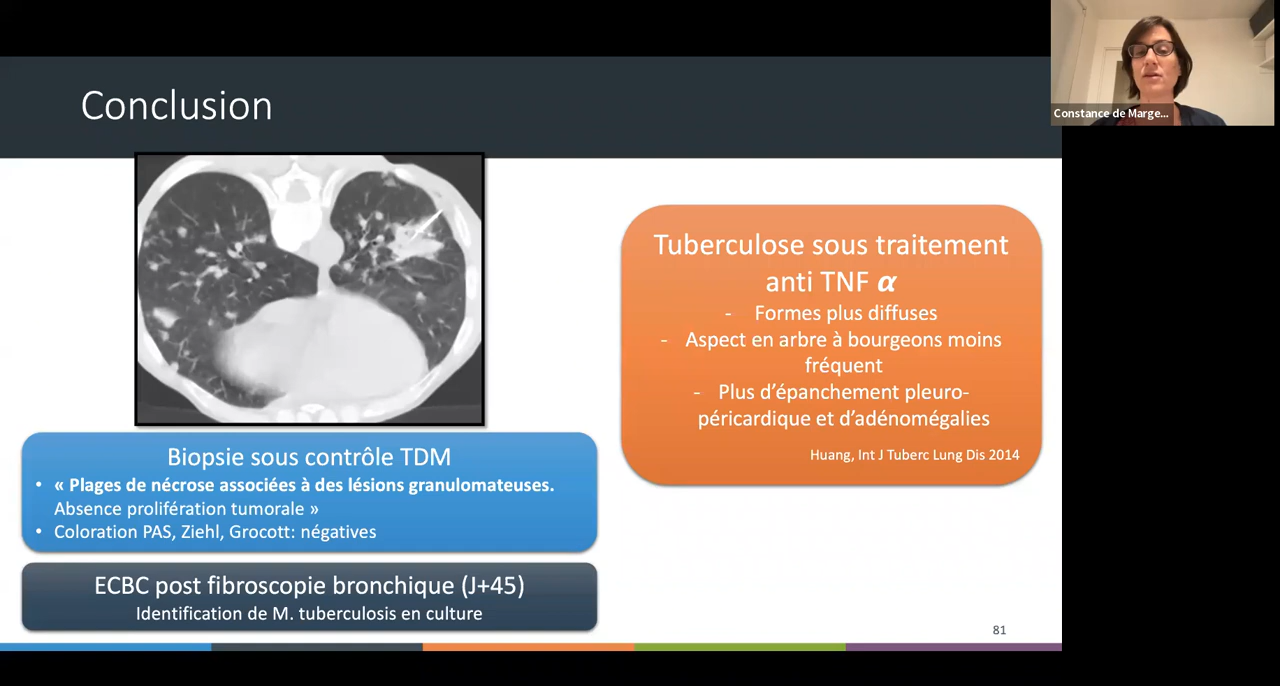 Conclusion
Constance de Marge...
Tuberculose sous traitement
anti TNF α
- Formes plus diffuses
- Aspect en arbre à bourgeons moins
fréquent
- Plus d'épanchement pleuro-
péricardique et d'adénomégalies
Huang, Int J Tuberc Lung Dis 2014
Biopsie sous contrôle TDM
• « Plages de nécrose associées à des lésions granulomateuses.
Absence prolifération tumorale »
• Coloration PAS, Ziehl, Grocott: négatives
ECBC post fibroscopie bronchique (J+45)
Identification de M. tuberculosis en culture
81